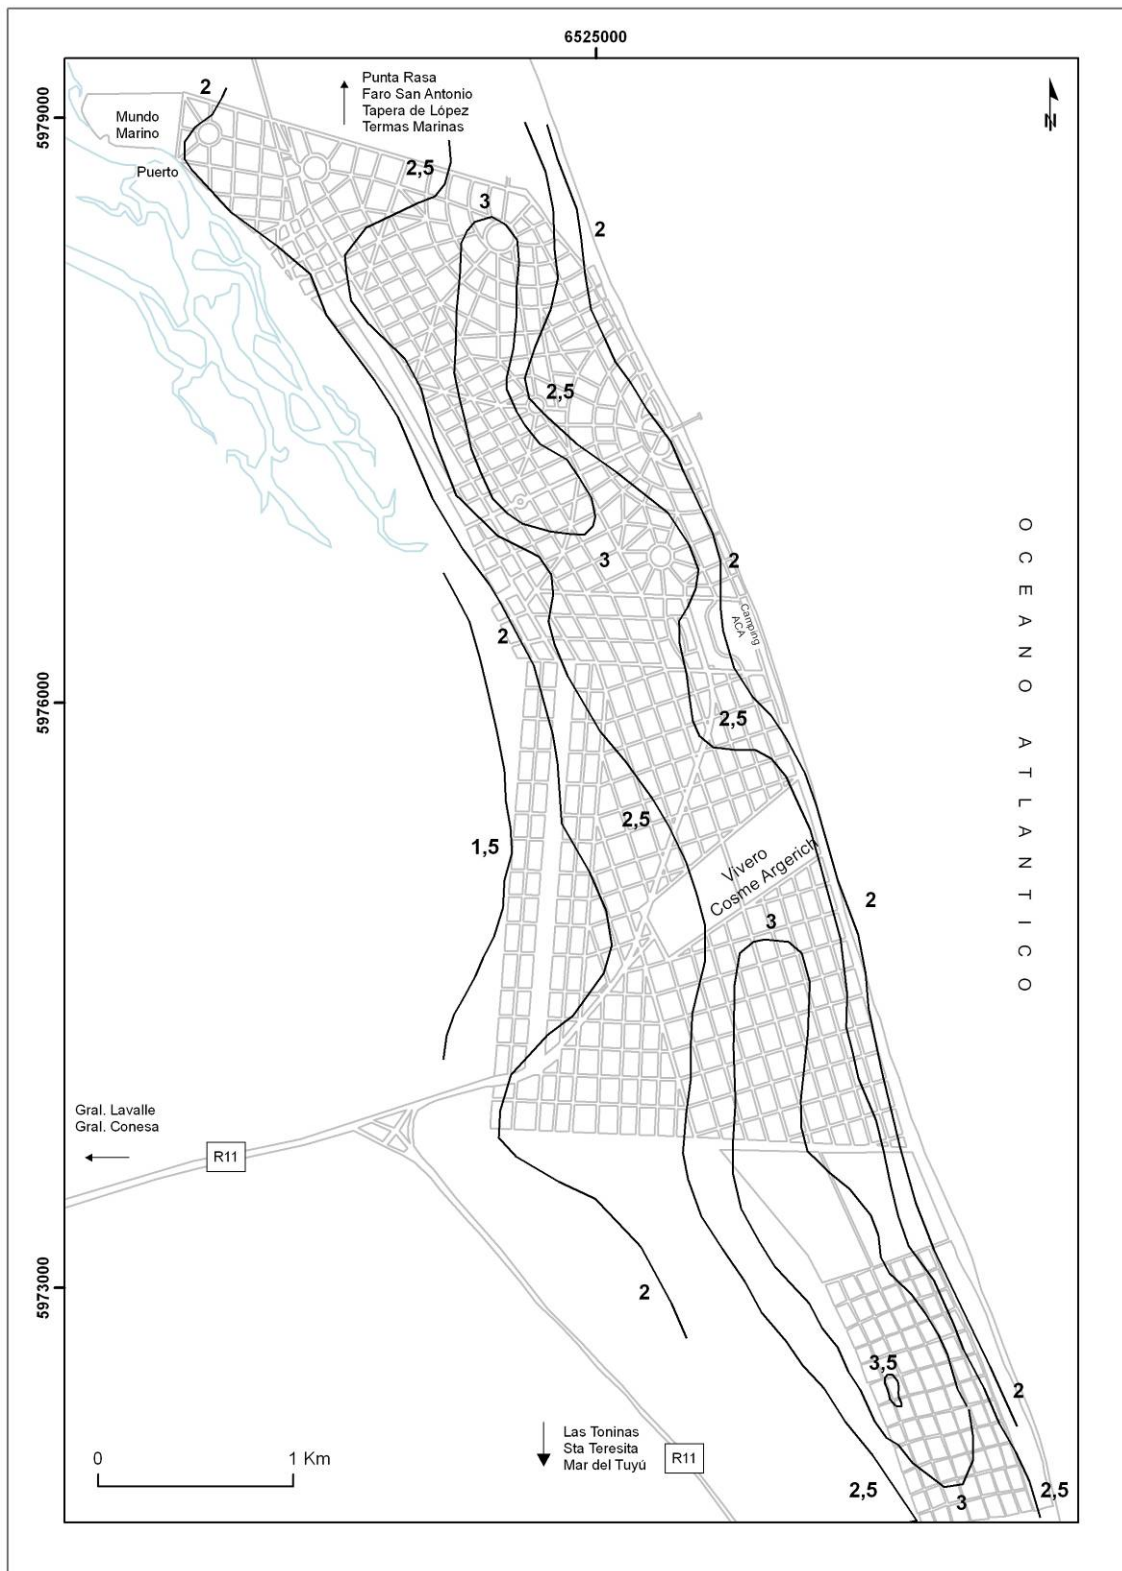 6525000
5979000
5976000
5973000
2
Mundo
Marino
Puerto
Punta Rasa
Faro San Antonio
Tapera de López
Termas Marinas
N
2,5
3
2
2,5
3
2
2
Camping
ACA
2,5
2,5
1,5
Vivero
Cosme Argerich
3
2
OCEANO ATLANTICO
Gral. Lavalle
Gral. Conesa
R11
2
3,5
2
0 1 Km
Las Toninas
Sta Teresita
Mar del Tuyú
R11
2,5
3
2,5